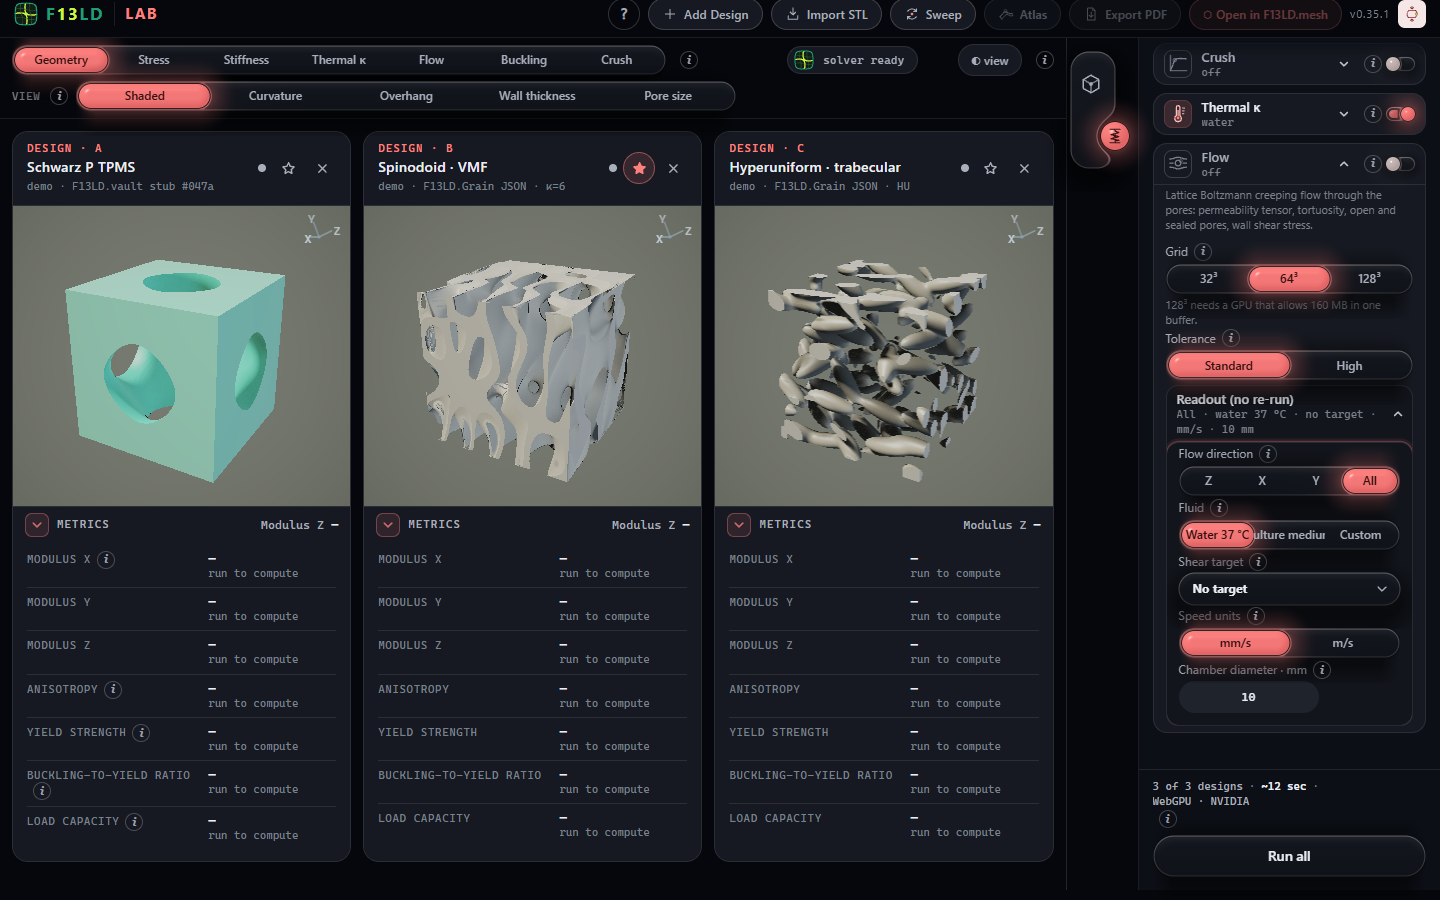 F13LD LAB
? + Add Design Import STL Sweep Atlas Export PDF Open in F13LD.mesh v0.35.1
Geometry Stress Stiffness Thermal κ Flow Buckling Crush i
solver ready
view i
VIEW i Shaded Curvature Overhang Wall thickness Pore size
DESIGN · A
Schwarz P TPMS
demo · F13LD.vault stub #047a
Y
X Z
METRICS Modulus Z –
MODULUS X i –
run to compute
MODULUS Y –
run to compute
MODULUS Z –
run to compute
ANISOTROPY i –
run to compute
YIELD STRENGTH i –
run to compute
BUCKLING-TO-YIELD RATIO –
i run to compute
LOAD CAPACITY i –
run to compute
DESIGN · B
Spinodoid · VMF
demo · F13LD.Grain JSON · κ=6
Y
X Z
METRICS Modulus Z –
MODULUS X –
run to compute
MODULUS Y –
run to compute
MODULUS Z –
run to compute
ANISOTROPY –
run to compute
YIELD STRENGTH –
run to compute
BUCKLING-TO-YIELD RATIO –
run to compute
LOAD CAPACITY –
run to compute
DESIGN · C
Hyperuniform · trabecular
demo · F13LD.Grain JSON · HU
Y
X Z
METRICS Modulus Z –
MODULUS X –
run to compute
MODULUS Y –
run to compute
MODULUS Z –
run to compute
ANISOTROPY –
run to compute
YIELD STRENGTH –
run to compute
BUCKLING-TO-YIELD RATIO –
run to compute
LOAD CAPACITY –
run to compute
Crush i
off
Thermal κ i
water
Flow i
off
Lattice Boltzmann creeping flow through the
pores: permeability tensor, tortuosity, open and
sealed pores, wall shear stress.
Grid i
32³ 64³ 128³
128³ needs a GPU that allows 160 MB in one
buffer.
Tolerance i
Standard High
Readout (no re-run)
All · water 37 °C · no target ·
mm/s · 10 mm
Flow direction i
Z X Y All
Fluid i
Water 37 °C ulture mediu Custom
Shear target i
No target
Speed units i
mm/s m/s
Chamber diameter · mm i
10
3 of 3 designs · ~12 sec ·
WebGPU · NVIDIA
i
Run all